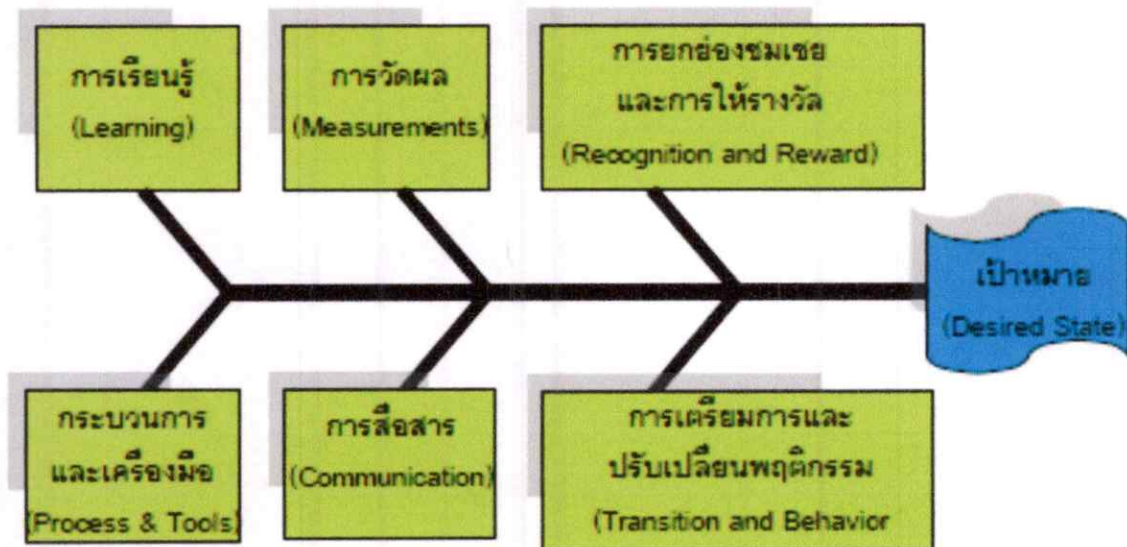 การเรียนรู้
(Learning)
การวัดผล
(Measurements)
การยกย่องชมเชย
และการให้รางวัล
(Recognition and Reward)
เป้าหมาย
(Desired State)
กระบวนการ
และเครื่องมือ
(Process & Tools)
การสื่อสาร
(Communication)
การเตรียมการและ
ปรับเปลี่ยนพฤติกรรม
(Transition and Behavior